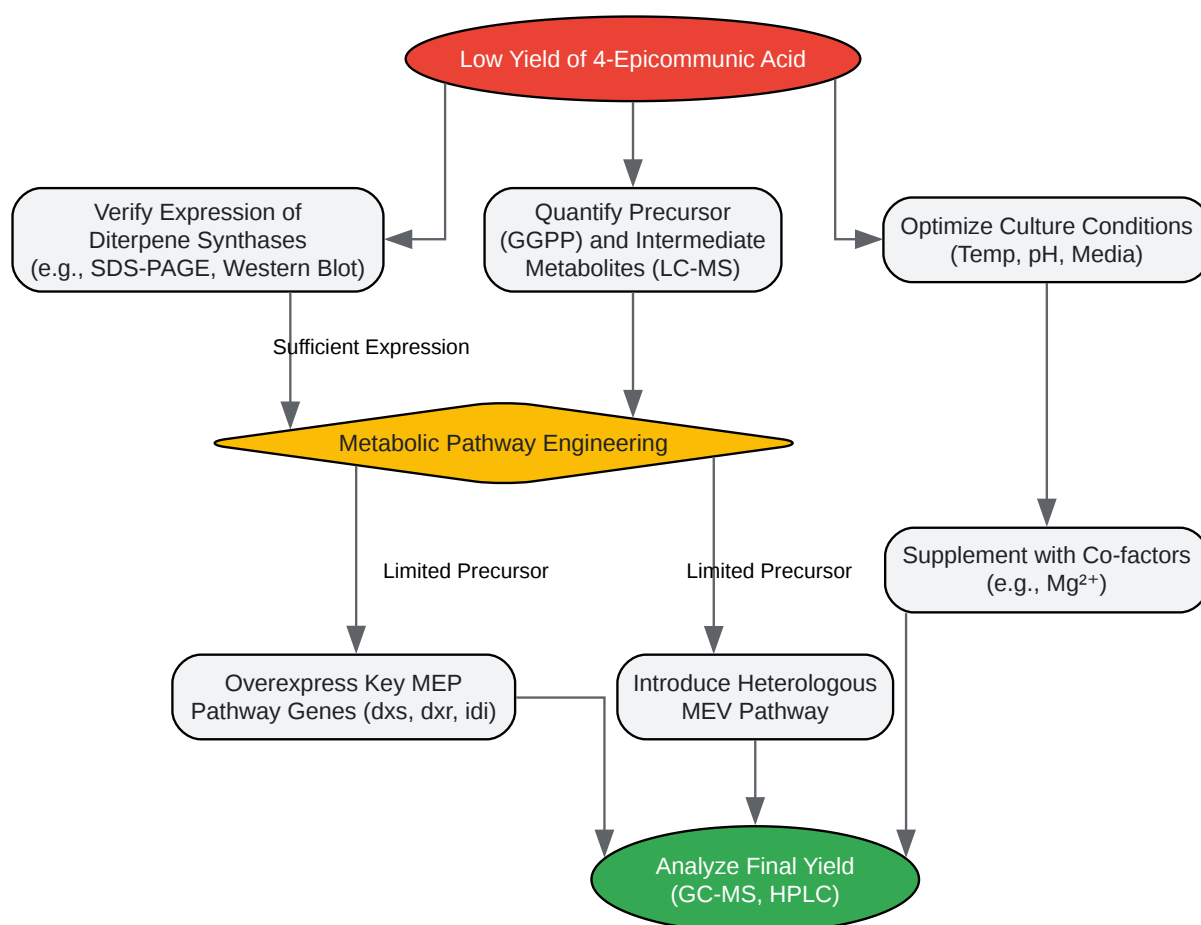 Low Yield of 4-Epicommunic Acid
Verify Expression of
Diterpene Synthases
(e.g., SDS-PAGE, Western Blot)
Quantify Precursor
(GGPP) and Intermediate
Metabolites (LC-MS)
Optimize Culture Conditions
(Temp, pH, Media)
Sufficient Expression
Metabolic Pathway Engineering
Limited Precursor
Limited Precursor
Supplement with Co-factors
(e.g., Mg²⁺)
Overexpress Key MEP
Pathway Genes (dxs, dxr, idi)
Introduce Heterologous
MEV Pathway
Analyze Final Yield
(GC-MS, HPLC)